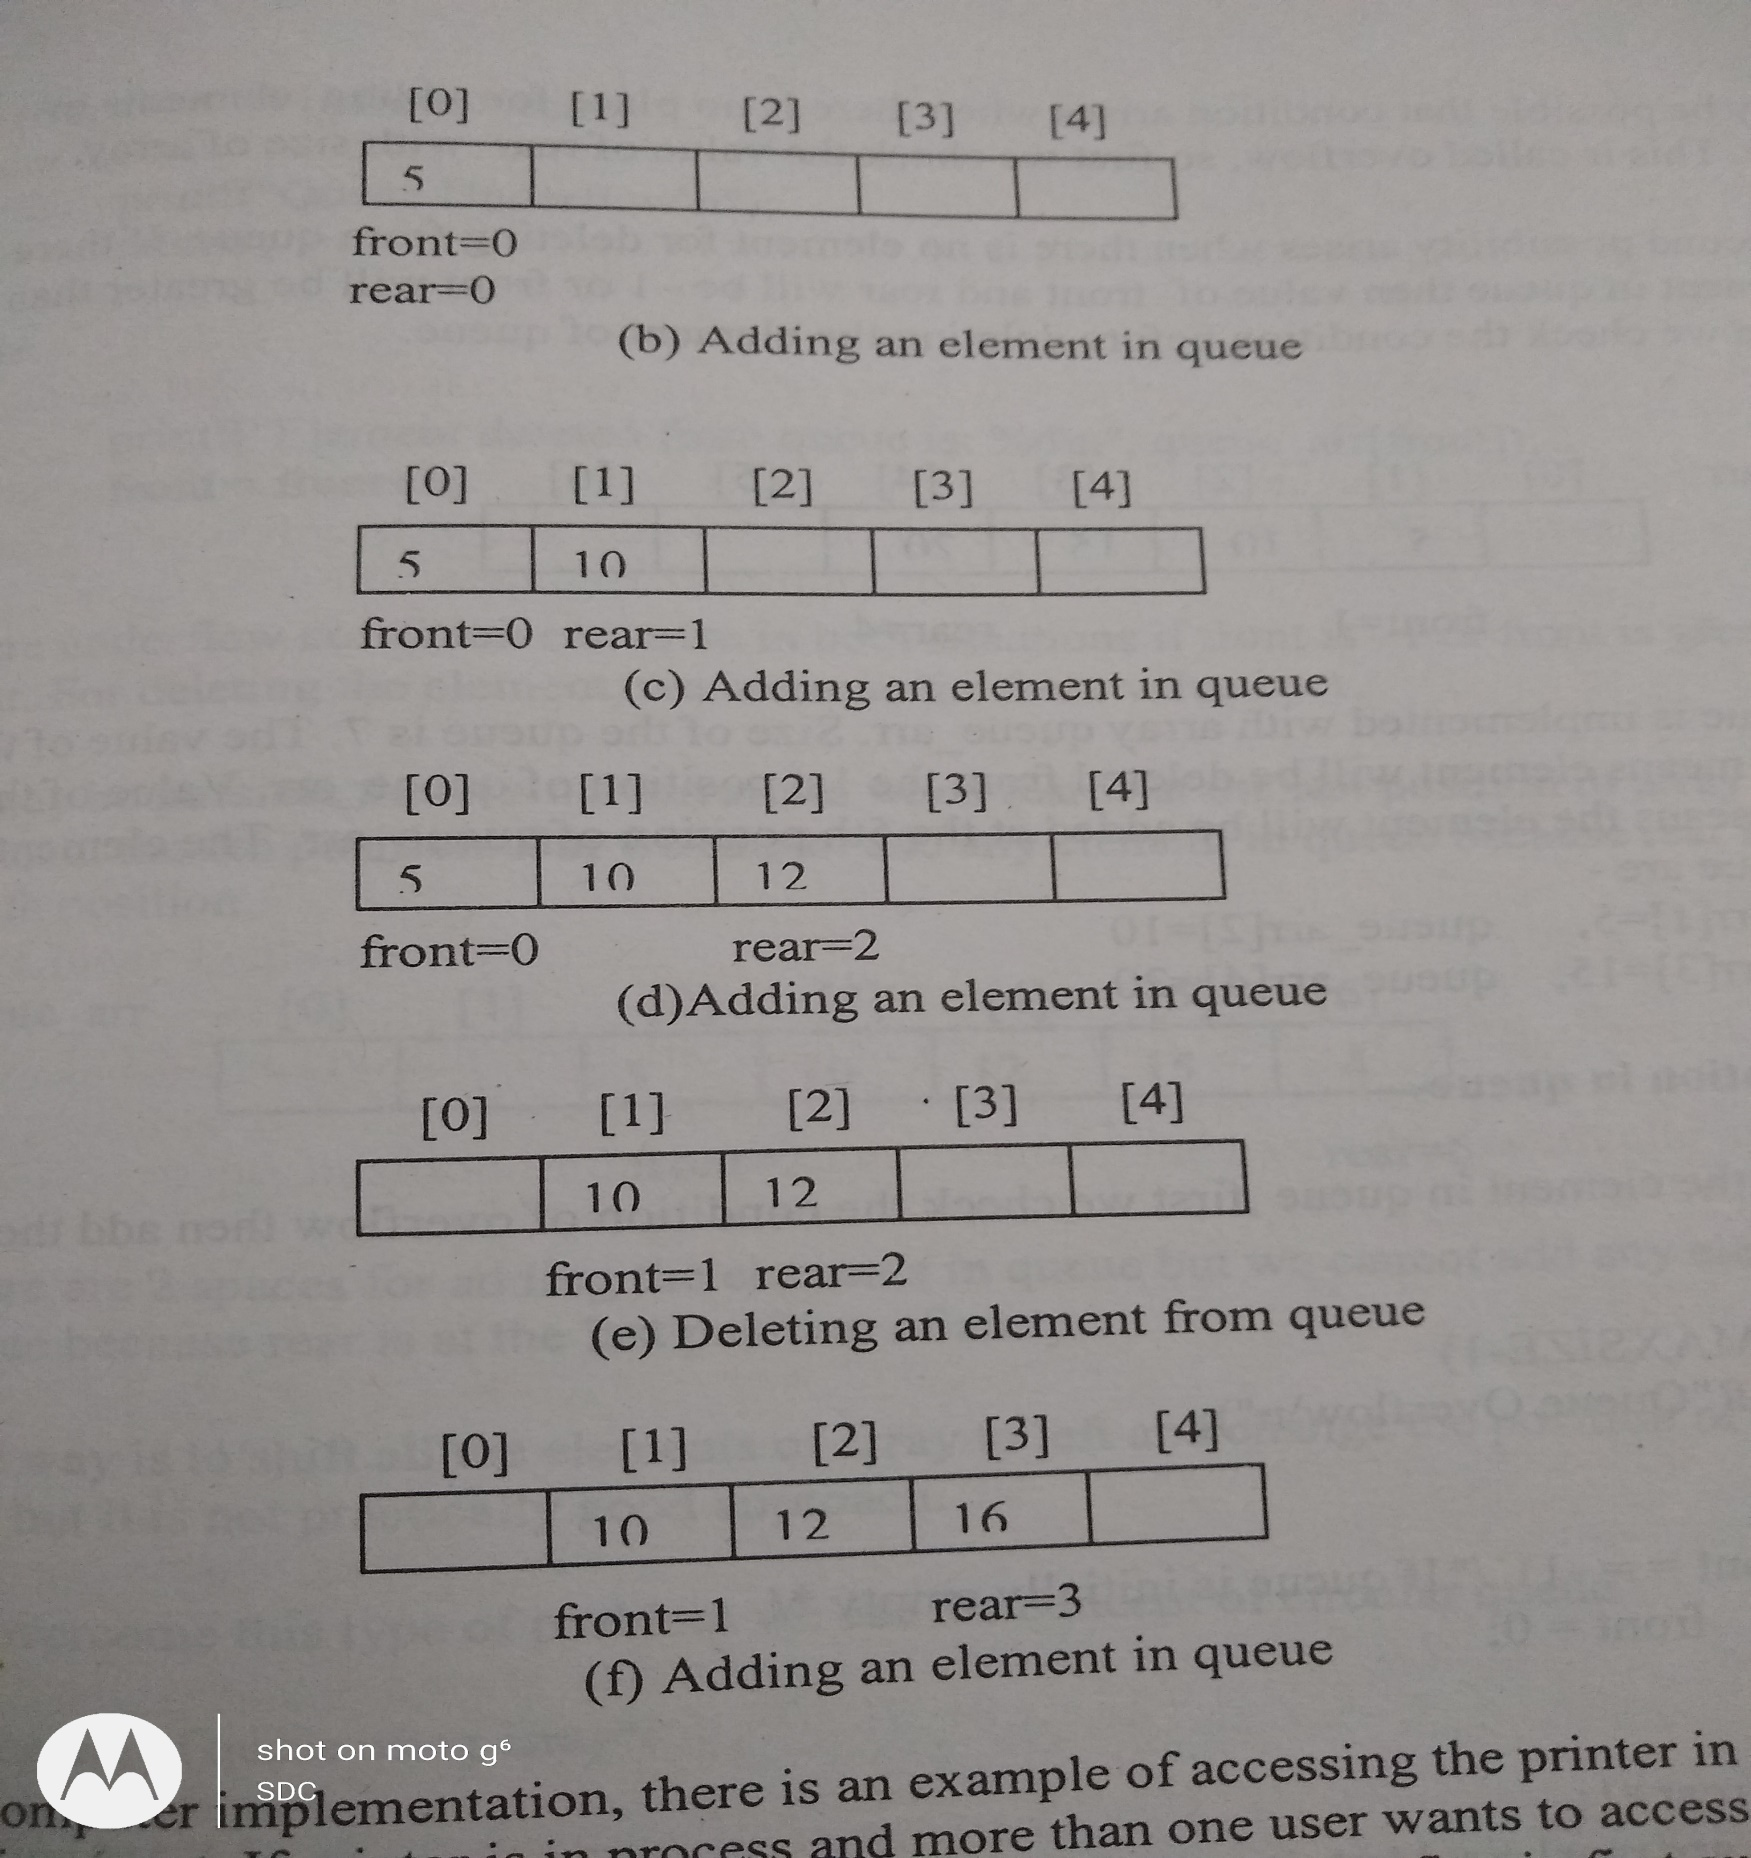 [0] [1] [2] [3] [4]
5
front=0
rear=0
(b) Adding an element in queue
[0] [1] [2] [3] [4]
5 10
front=0 rear=1
(c) Adding an element in queue
[0] [1] [2] [3] [4]
5 10 12
front=0 rear=2
(d)Adding an element in queue
[0] [1] [2] [3] [4]
10 12
front=1 rear=2
(e) Deleting an element from queue
[0] [1] [2] [3] [4]
10 12 16
front=1 rear=3
(f) Adding an element in queue
shot on moto g⁶
SDC
implementation, there is an example of accessing the printer in
is in process and more than one user wants to access